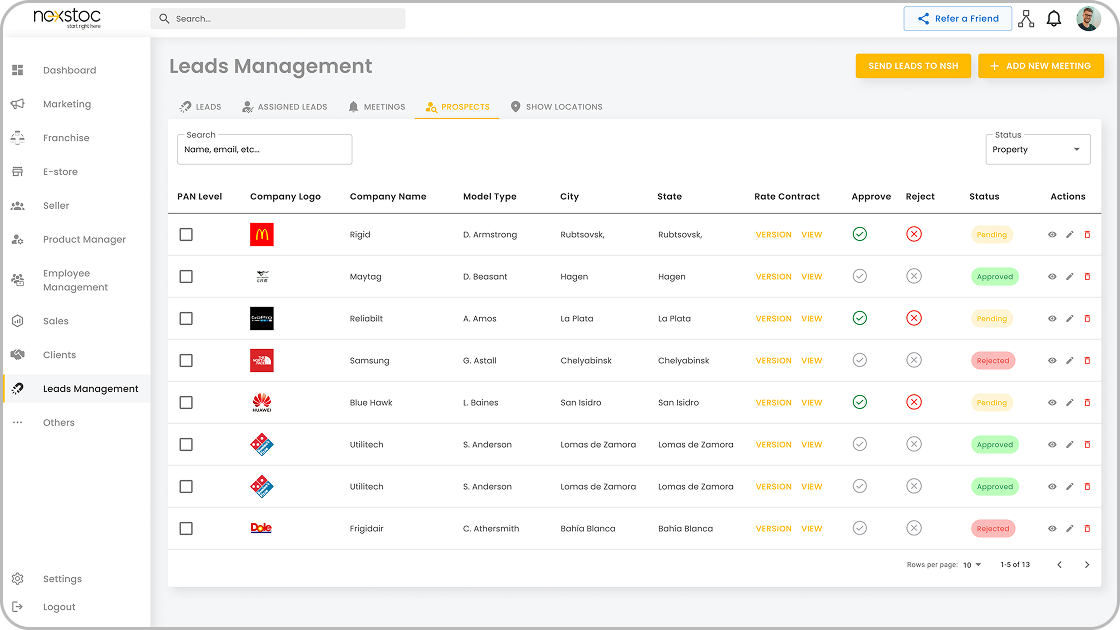 nexstoc
start right here
Search...
Refer a Friend
Dashboard
Marketing
Franchise
E-store
Seller
Product Manager
Employee
Management
Sales
Clients
Leads Management
Others
Settings
Logout
Leads Management
SEND LEADS TO NSH
+ ADD NEW MEETING
LEADS ASSIGNED LEADS MEETINGS PROSPECTS SHOW LOCATIONS
Search
Name, email, etc...
Status
Property
PAN Level Company Logo Company Name Model Type City State Rate Contract Approve Reject Status Actions
Rigid D. Armstrong Rubtsovsk, Rubtsovsk, VERSION VIEW Pending
Maytag D. Beasant Hagen Hagen VERSION VIEW Approved
GoPro Reliabilt A. Amos La Plata La Plata VERSION VIEW Pending
THE NORTH FACE Samsung G. Astall Chelyabinsk Chelyabinsk VERSION VIEW Rejected
HUAWEI Blue Hawk L. Baines San Isidro San Isidro VERSION VIEW Pending
Utilitech S. Anderson Lomas de Zamora Lomas de Zamora VERSION VIEW Approved
Utilitech S. Anderson Lomas de Zamora Lomas de Zamora VERSION VIEW Approved
Dole Frigidair C. Athersmith Bahía Blanca Bahía Blanca VERSION VIEW Rejected
Rows per page: 10 1-5 of 13